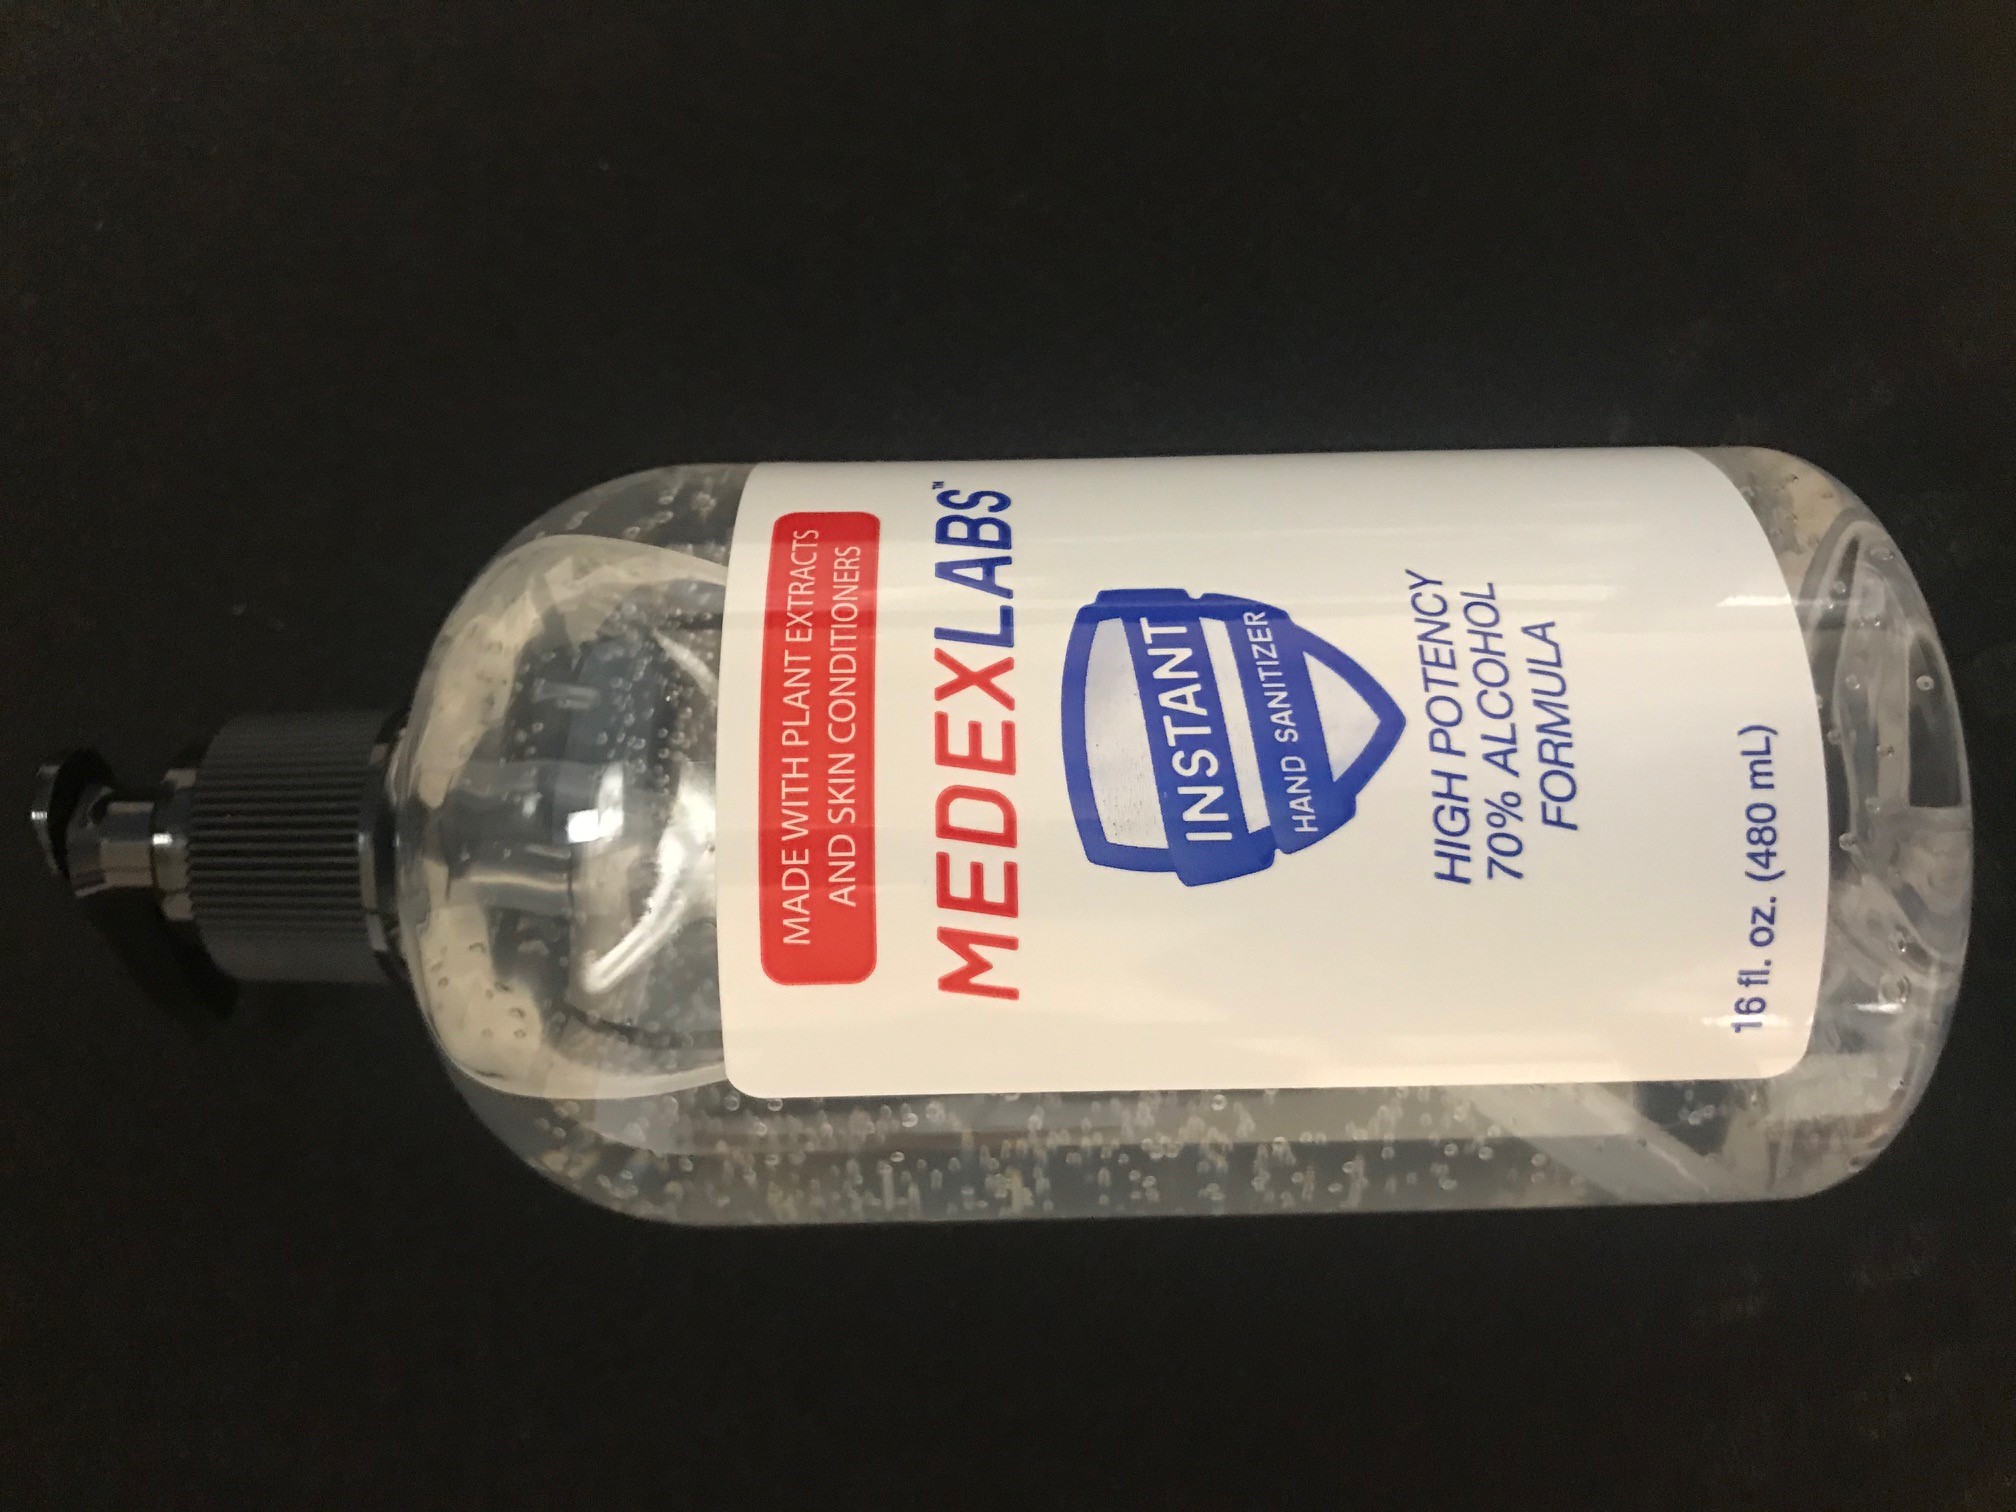 MADE WITH PLANT EXTRACTS
AND SKIN CONDITIONERS
MEDEXLABS™
INSTANT
HAND SANITIZER
HIGH POTENCY
70% ALCOHOL
FORMULA
16 fl. oz. (480 mL)